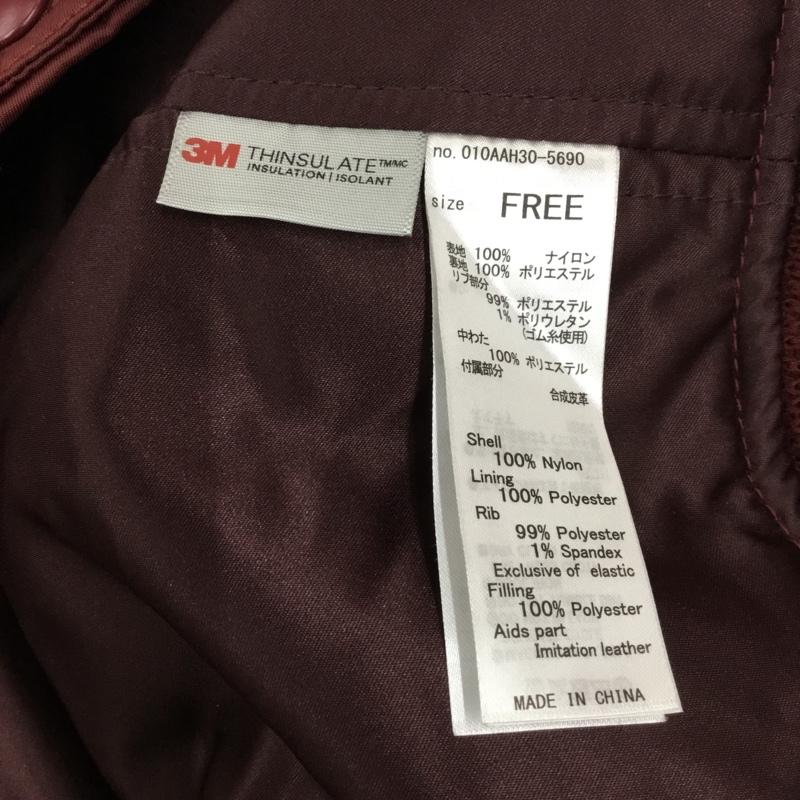 3M THINSULATE™/MC
INSULATION | ISOLANT
no. 010AAH30-5690
size FREE
表地 100% ナイロン
裏地 100% ポリエステル
リブ部分
99% ポリエステル
1% ポリウレタン
(ゴム糸使用)
中わた
100% ポリエステル
付属部分
合成皮革
Shell
100% Nylon
Lining
100% Polyester
Rib
99% Polyester
1% Spandex
Exclusive of elastic
Filling
100% Polyester
Aids part
Imitation leather
MADE IN CHINA